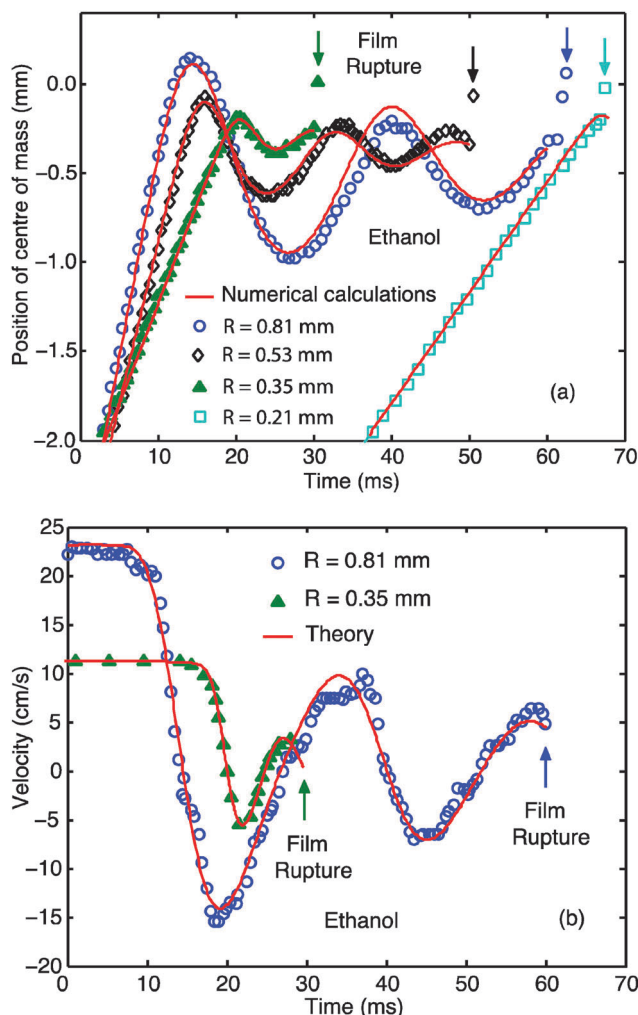 Position of centre of mass (mm)
0.0
−0.5
−1.0
−1.5
−2.0
0 10 20 30 40 50 60 70
Time (ms)
Film
Rupture
Ethanol
Numerical calculations
R = 0.81 mm
R = 0.53 mm
R = 0.35 mm
R = 0.21 mm
(a)
Velocity (cm/s)
25
20
15
10
5
0
−5
−10
−15
−20
0 10 20 30 40 50 60 70
Time (ms)
R = 0.81 mm
R = 0.35 mm
Theory
Film
Rupture
Film
Rupture
Ethanol
(b)